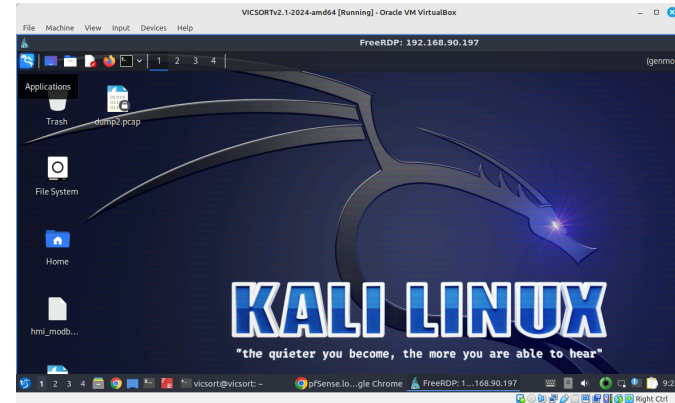 VICSORTv2.1-2024-amd64 [Running] - Oracle VM VirtualBox
File Machine View Input Devices Help
FreeRDP: 192.168.90.197
1 2 3 4
(genmo
Applications
Trash
dump2.pcap
File System
Home
hmi_modb...
KALI LINUX
"the quieter you become, the more you are able to hear"
1 2 3 4 vicsort@vicsort: ~ pfSense.lo...gle Chrome FreeRDP: 1...168.90.197 9:2
Right Ctrl